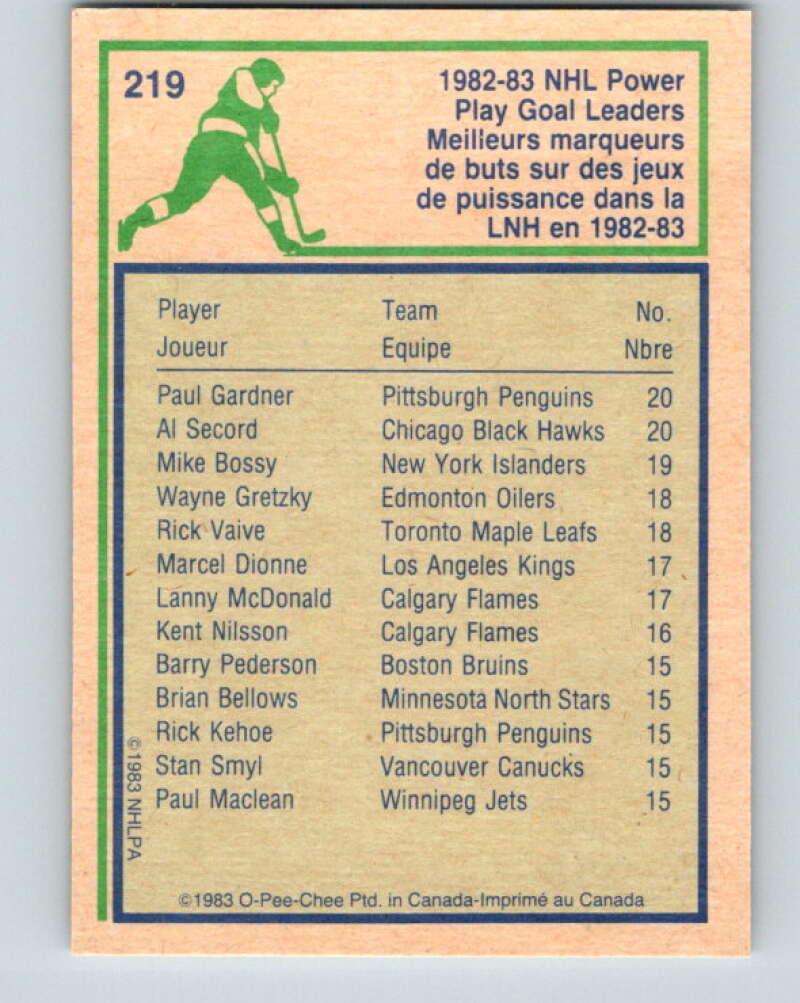 219
1982-83 NHL Power
Play Goal Leaders
Meilleurs marqueurs
de buts sur des jeux
de puissance dans la
LNH en 1982-83
Player Team No.
Joueur Equipe Nbre
Paul Gardner Pittsburgh Penguins 20
Al Secord Chicago Black Hawks 20
Mike Bossy New York Islanders 19
Wayne Gretzky Edmonton Oilers 18
Rick Vaive Toronto Maple Leafs 18
Marcel Dionne Los Angeles Kings 17
Lanny McDonald Calgary Flames 17
Kent Nilsson Calgary Flames 16
Barry Pederson Boston Bruins 15
Brian Bellows Minnesota North Stars 15
Rick Kehoe Pittsburgh Penguins 15
Stan Smyl Vancouver Canucks 15
Paul Maclean Winnipeg Jets 15
©1983 NHLPA
©1983 O-Pee-Chee Ptd. in Canada-Imprimé au Canada